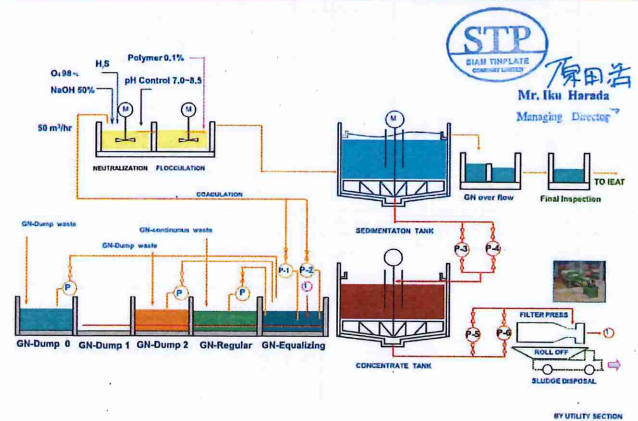 STP
SIAM TINPLATE
COMPANY LIMITED
原田浩
Mr. Iku Harada
Managing Director
Polymer 0.1%
H₂S
pH Control 7.0~8.5
NaOH 50%
M
M
M
50 m³/hr
NEUTRALIZATION
FLOCCULATION
TO IEAT
GN over flow
Final Inspection
COAGULATION
SEDIMENTATON TANK
GN-Dump waste
GN-continuous waste
GN-Dump waste
P-3
P-4
P-1
P-2
P
P
P
I
GN-Dump 0
GN-Dump 1
GN-Dump 2
GN-Regular
GN-Equalizing
P-5
P-6
FILTER PRESS
ROLL OFF
CONCENTRATE TANK
SLUDGE DISPOSAL
BY UTILITY SECTION